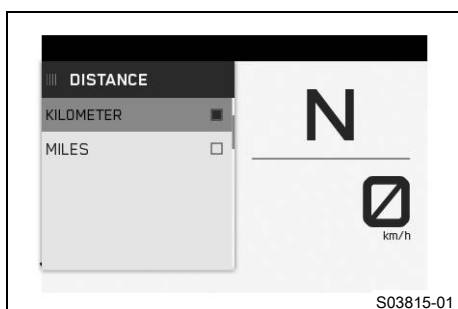 DISTANCE
KILOMETER
MILES
N
0
km/h
S03815-01